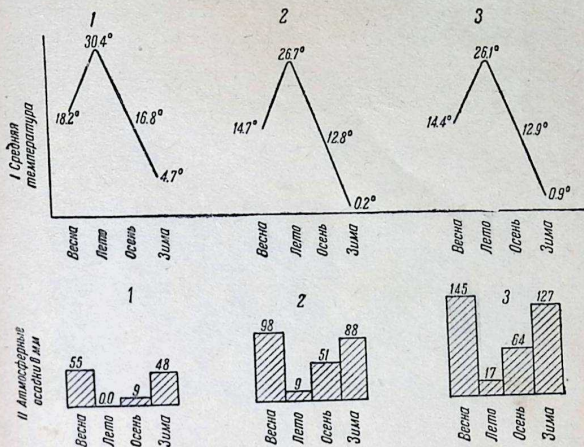 1 2 3
30.4° 26.7° 26.1°
18.2° 16.8° 14.7° 12.8° 14.4° 12.9°
4.7° 0.2° 0.9°
I Средняя
температура
Весна Лето Осень Зима Весна Лето Осень Зима Весна Лето Осень Зима
1 2 3
55 0.0 9 48
98 9 51 88
145 17 64 127
II Атмосферные
осадки в мм
Весна Лето Осень Зима Весна Лето Осень Зима Весна Лето Осень Зима